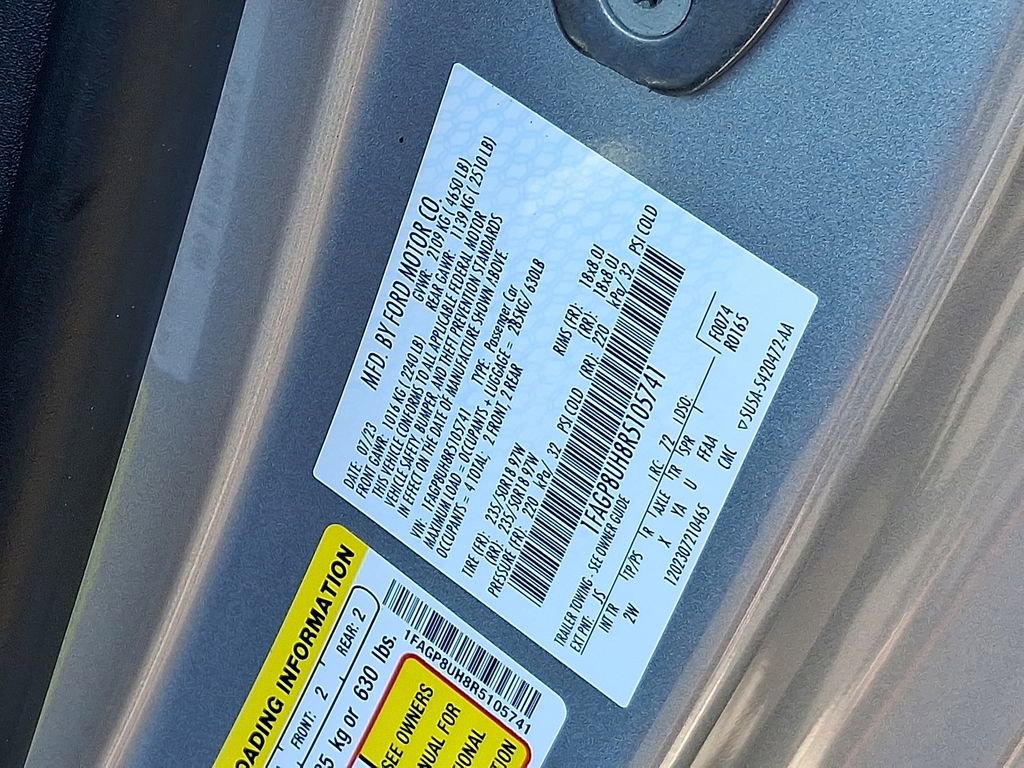 MFD. BY FORD MOTOR CO.
DATE: 07/23 GVWR: 2109 KG ( 4650 LB)
FRONT GAWR: 1016 KG ( 2240 LB) REAR GAWR: 1139 KG ( 2510 LB)
THIS VEHICLE CONFORMS TO ALL APPLICABLE FEDERAL MOTOR
VEHICLE SAFETY, BUMPER, AND THEFT PREVENTION STANDARDS
IN EFFECT ON THE DATE OF MANUFACTURE SHOWN ABOVE
VIN: 1FAGP8UH8R5105741 TYPE: Passenger Car
MAXIMUM LOAD = OCCUPANTS + LUGGAGE = 285KG/ 630LB
OCCUPANTS = 4 TOTAL; 2 FRONT, 2 REAR
TIRE (FR): 235/50R18 97W RIMS (FR): 18x8.0J
(RR): 235/50R18 97W (RR): 18x8.0J
PRESSURE (FR): 220 kPa/ 32 PSI COLD (RR): 220 kPa/ 32 PSI COLD
1FAGP8UH8R5105741
TRAILER TOWING - SEE OWNER GUIDE
EXT PNT: JS RC: 72 DSO: F0074
INT TR TP/PS R AXLE TR SPR R0165
2W X YA U FFAA
120230721046S CMC ▽5U5A-5420472-AA
LOADING INFORMATION
FRONT: 2 REAR: 2
kg or 630 lbs.
1FAGP8UH8R5105741
SEE OWNERS
MANUAL FOR